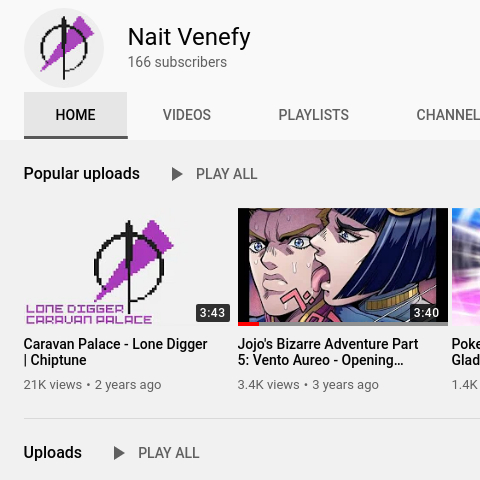 Nait Venefy
166 subscribers
HOME VIDEOS PLAYLISTS CHANNEL
Popular uploads PLAY ALL
LONE DIGGER
CARAVAN PALACE
3:43
3:40
Caravan Palace - Lone Digger
| Chiptune
21K views • 2 years ago
Jojo's Bizarre Adventure Part
5: Vento Aureo - Opening...
3.4K views • 3 years ago
Poke
Glad
1.4K
Uploads PLAY ALL